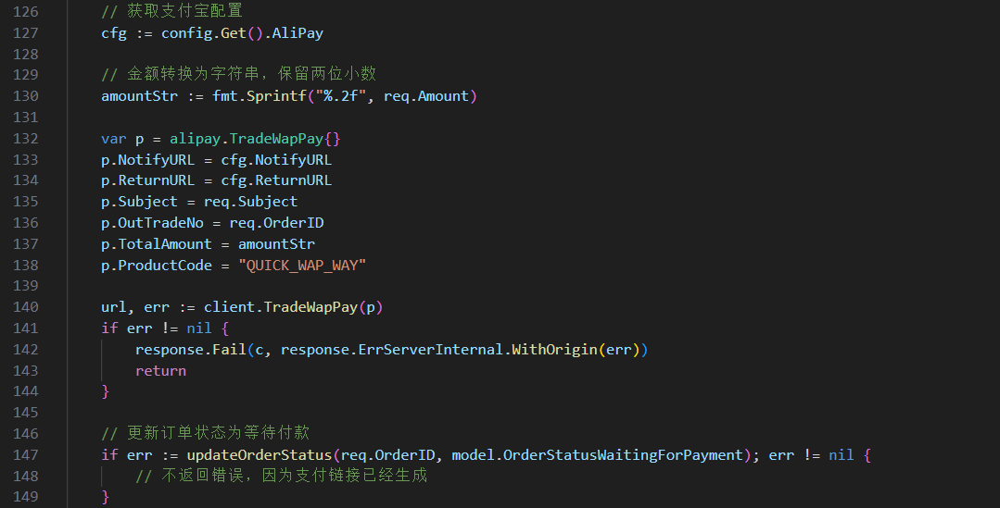 126 // 获取支付宝配置
127 cfg := config.Get().AliPay
128
129 // 金额转换为字符串，保留两位小数
130 amountStr := fmt.Sprintf("%.2f", req.Amount)
131
132 var p = alipay.TradeWapPay{}
133 p.NotifyURL = cfg.NotifyURL
134 p.ReturnURL = cfg.ReturnURL
135 p.Subject = req.Subject
136 p.OutTradeNo = req.OrderID
137 p.TotalAmount = amountStr
138 p.ProductCode = "QUICK_WAP_WAY"
139
140 url, err := client.TradeWapPay(p)
141 if err != nil {
142 response.Fail(c, response.ErrServerInternal.WithOrigin(err))
143 return
144 }
145
146 // 更新订单状态为等待付款
147 if err := updateOrderStatus(req.OrderID, model.OrderStatusWaitingForPayment); err != nil {
148 // 不返回错误，因为支付链接已经生成
149 }